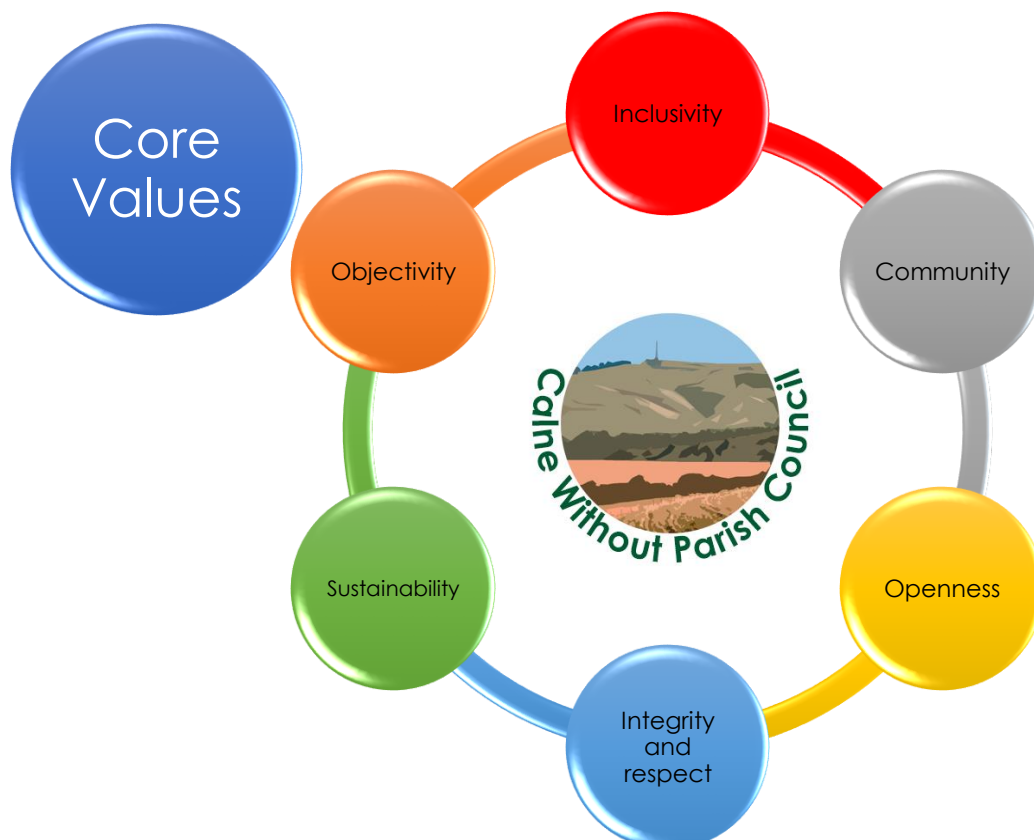 Core
Values
Inclusivity
Community
Openness
Integrity
and
respect
Sustainability
Objectivity
Calne Without Parish Council